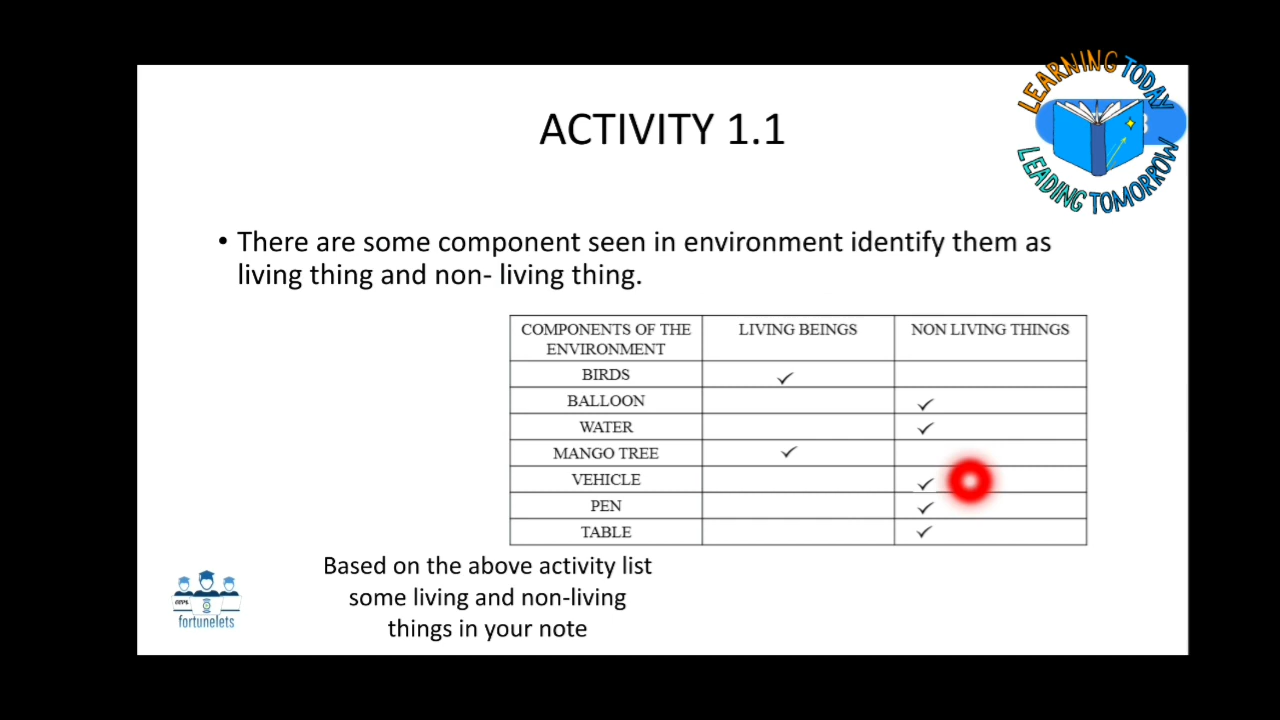 LEARNING TODAY
LEADING TOMORROW
ACTIVITY 1.1
• There are some component seen in environment identify them as
living thing and non- living thing.
COMPONENTS OF THE ENVIRONMENT LIVING BEINGS NON LIVING THINGS
BIRDS ✓
BALLOON ✓
WATER ✓
MANGO TREE ✓
VEHICLE ✓
PEN ✓
TABLE ✓
Based on the above activity list
some living and non-living
things in your note
fortunelets